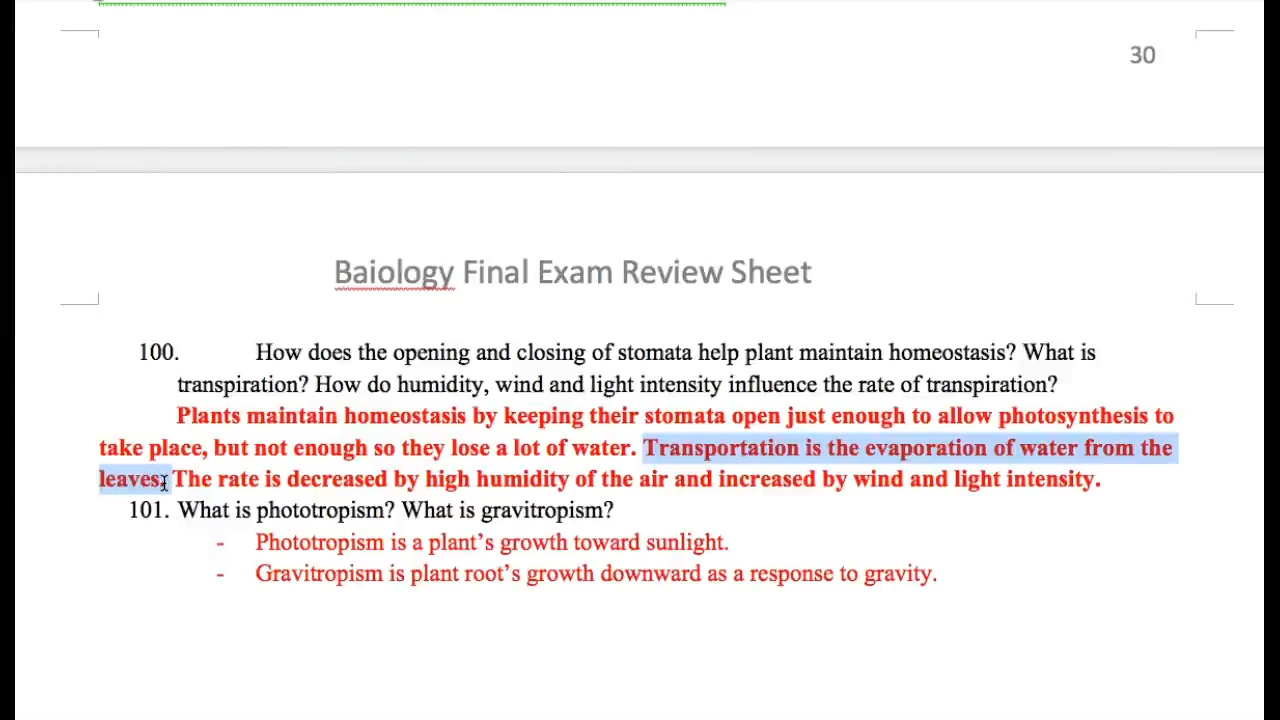 30
Baiology Final Exam Review Sheet
100. How does the opening and closing of stomata help plant maintain homeostasis? What is
transpiration? How do humidity, wind and light intensity influence the rate of transpiration?
Plants maintain homeostasis by keeping their stomata open just enough to allow photosynthesis to
take place, but not enough so they lose a lot of water. Transportation is the evaporation of water from the
leaves. The rate is decreased by high humidity of the air and increased by wind and light intensity.
101. What is phototropism? What is gravitropism?
- Phototropism is a plant’s growth toward sunlight.
- Gravitropism is plant root’s growth downward as a response to gravity.